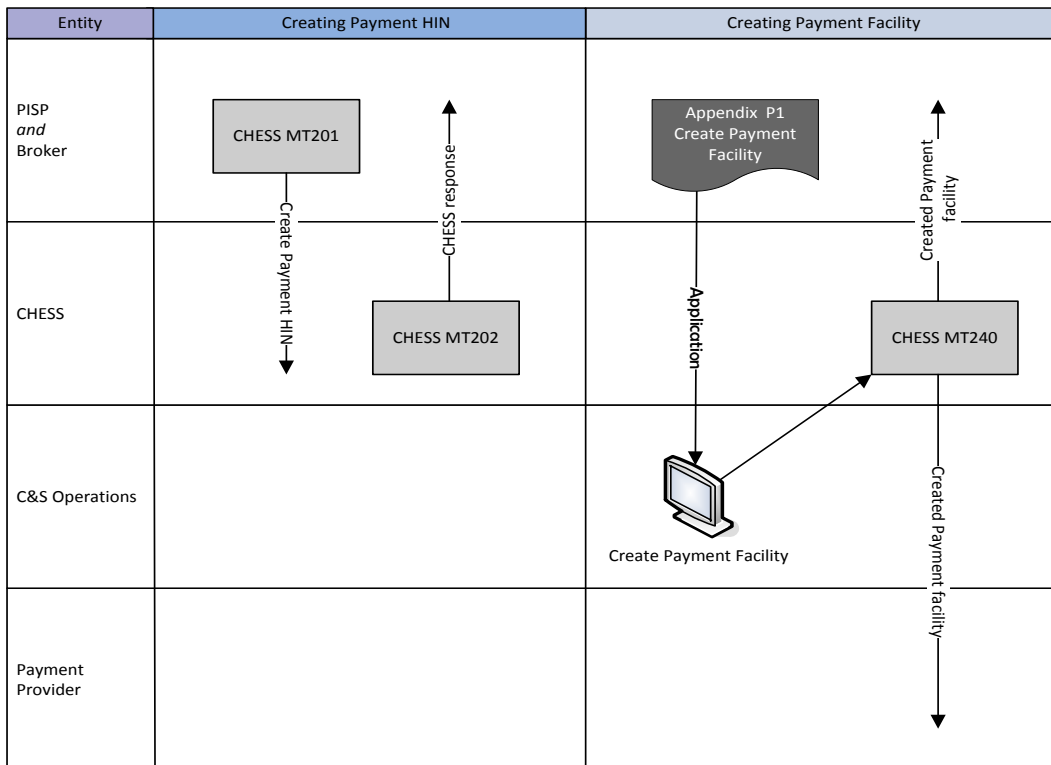 Entity
Creating Payment HIN
Creating Payment Facility
PISP
and
Broker
CHESS MT201
Create Payment HIN
CHESS response
Appendix P1
Create Payment
Facility
Application
Created Payment
facility
CHESS
CHESS MT202
CHESS MT240
C&S Operations
Create Payment Facility
Created Payment facility
Payment
Provider